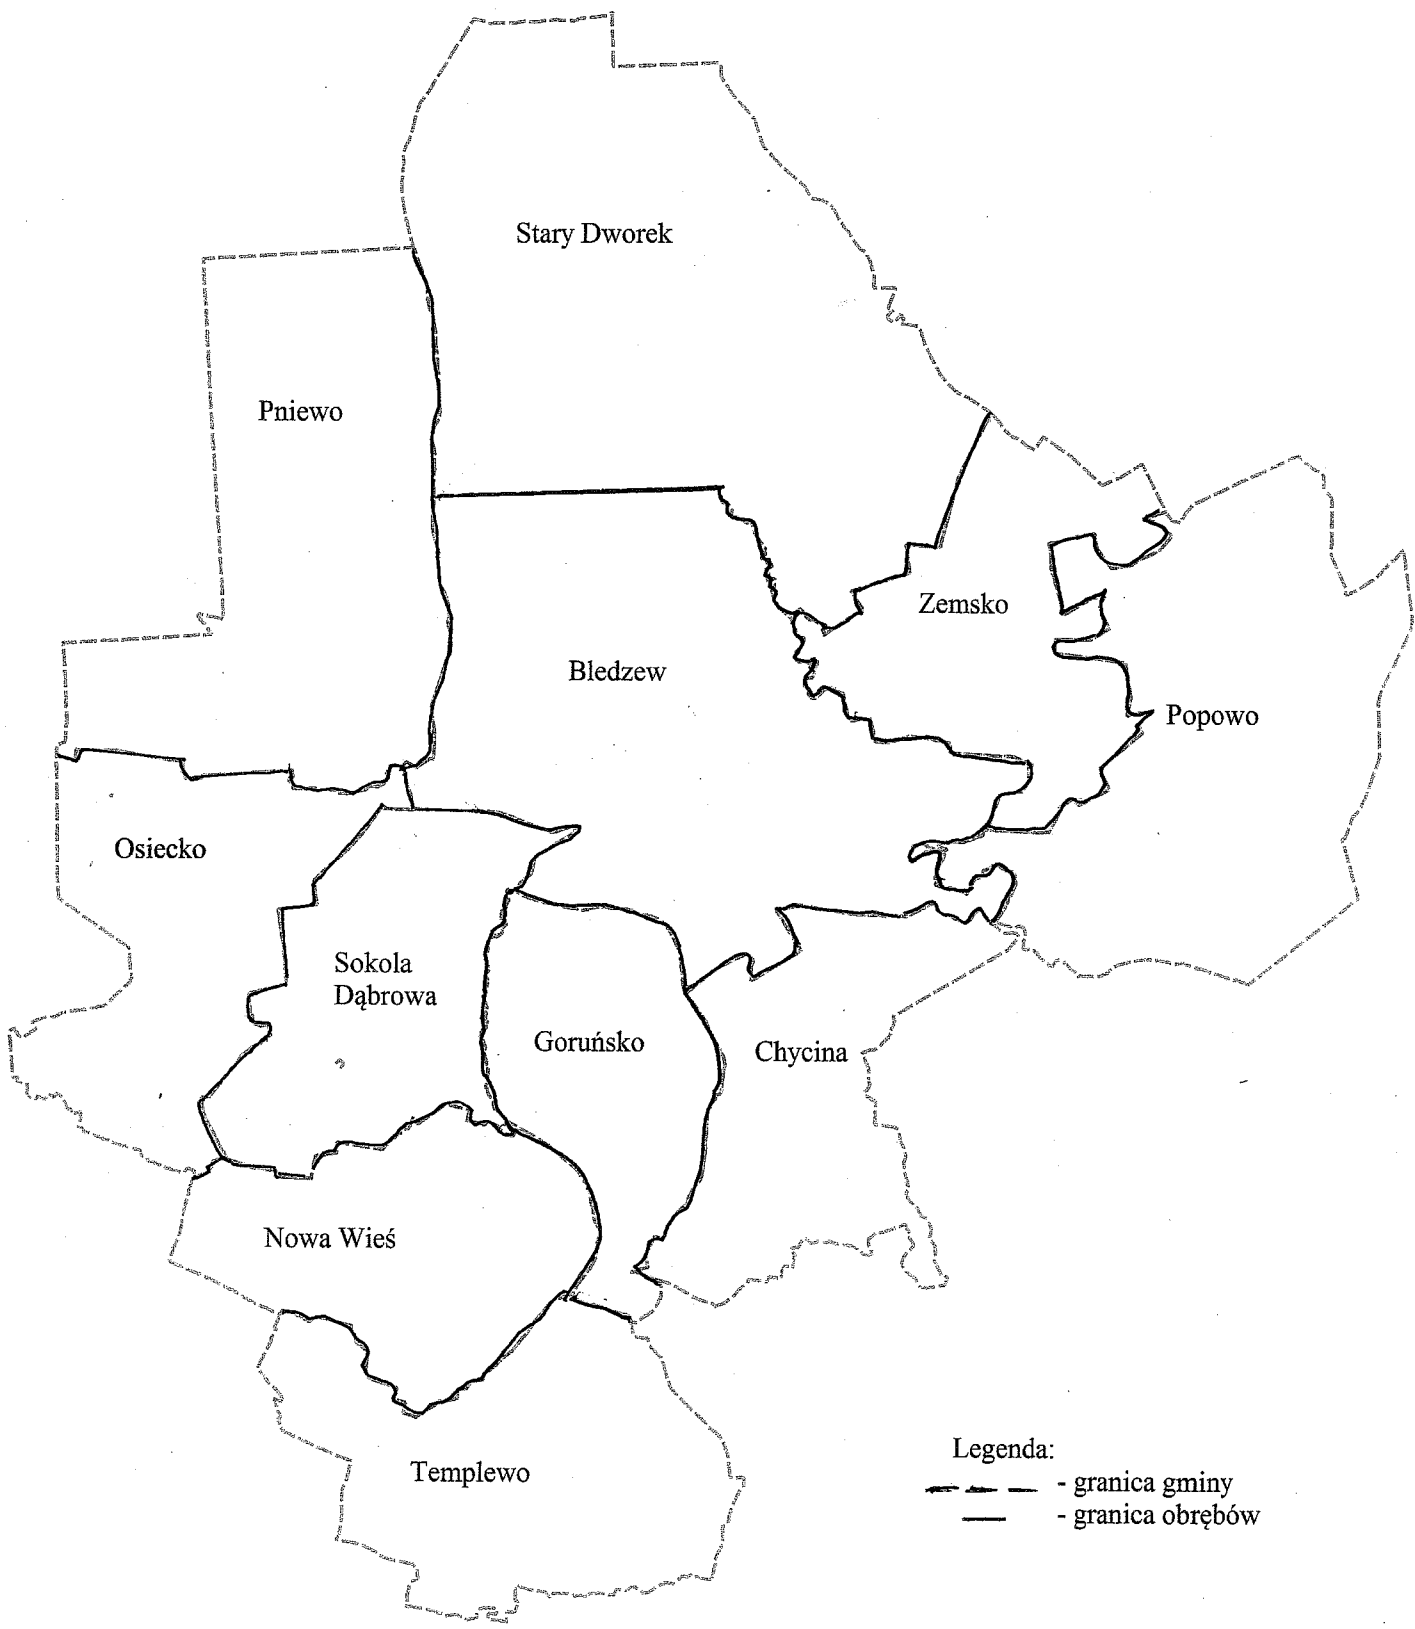 Stary Dworek
Pniewo
Zemsko
Bledzew
Popowo
Osiecko
Sokola
Dąbrowa
Goruńsko
Chycina
Nowa Wieś
Templewo
Legenda:
- granica gminy
- granica obrębów